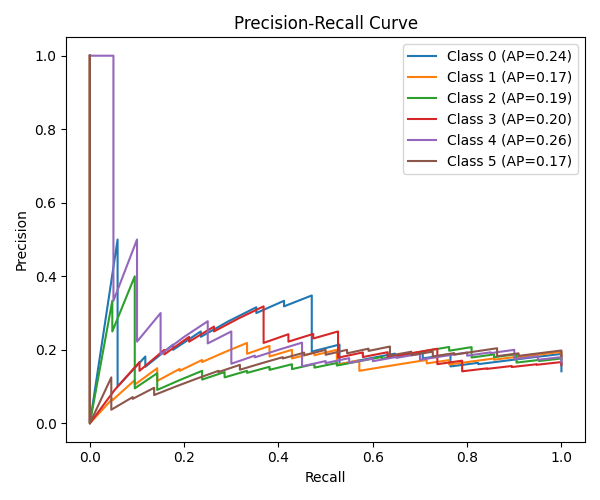 Precision-Recall Curve
Precision
1.0
0.8
0.6
0.4
0.2
0.0
Class 0 (AP=0.24)
Class 1 (AP=0.17)
Class 2 (AP=0.19)
Class 3 (AP=0.20)
Class 4 (AP=0.26)
Class 5 (AP=0.17)
0.0 0.2 0.4 0.6 0.8 1.0
Recall